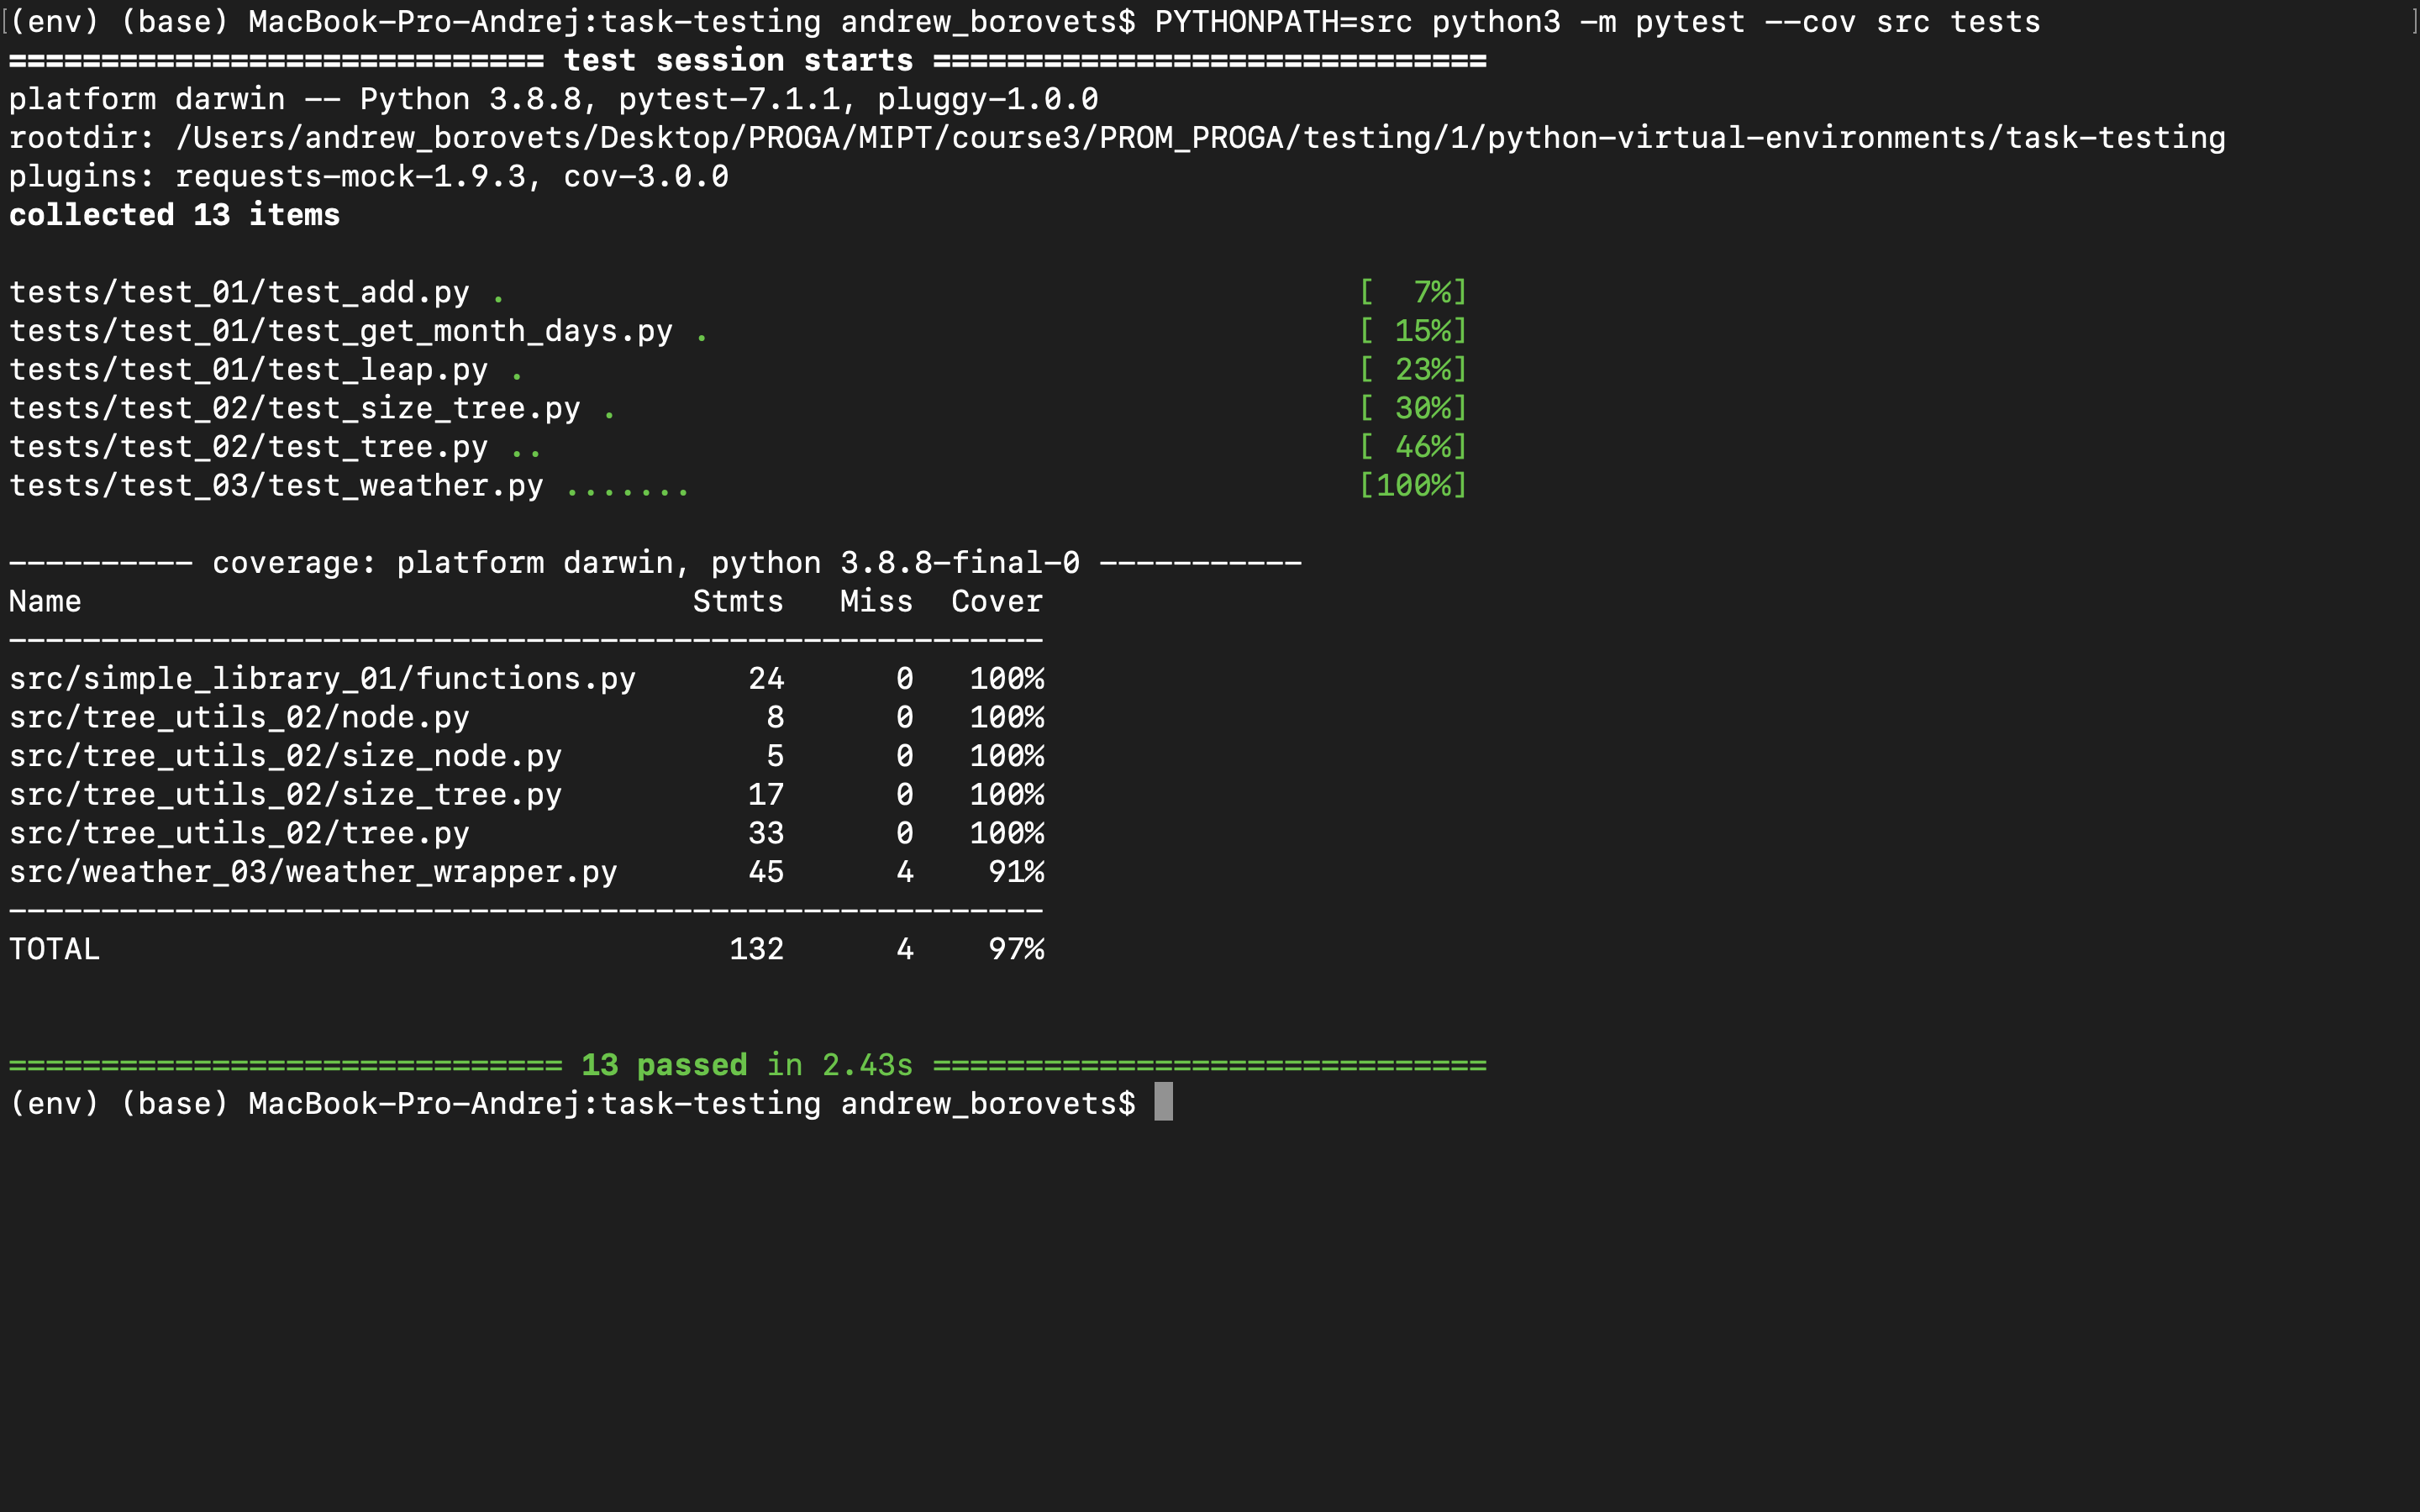 [(env) (base) MacBook-Pro-Andrej:task-testing andrew_borovets$ PYTHONPATH=src python3 -m pytest --cov src tests ]
============================= test session starts ==============================
platform darwin -- Python 3.8.8, pytest-7.1.1, pluggy-1.0.0
rootdir: /Users/andrew_borovets/Desktop/PROGA/MIPT/course3/PROM_PROGA/testing/1/python-virtual-environments/task-testing
plugins: requests-mock-1.9.3, cov-3.0.0
collected 13 items
tests/test_01/test_add.py . [  7%]
tests/test_01/test_get_month_days.py . [ 15%]
tests/test_01/test_leap.py . [ 23%]
tests/test_02/test_size_tree.py . [ 30%]
tests/test_02/test_tree.py .. [ 46%]
tests/test_03/test_weather.py ....... [100%]
---------- coverage: platform darwin, python 3.8.8-final-0 -----------
Name Stmts Miss Cover
--------------------------------------------------------
src/simple_library_01/functions.py 24 0 100%
src/tree_utils_02/node.py 8 0 100%
src/tree_utils_02/size_node.py 5 0 100%
src/tree_utils_02/size_tree.py 17 0 100%
src/tree_utils_02/tree.py 33 0 100%
src/weather_03/weather_wrapper.py 45 4 91%
--------------------------------------------------------
TOTAL 132 4 97%
============================== 13 passed in 2.43s ==============================
(env) (base) MacBook-Pro-Andrej:task-testing andrew_borovets$